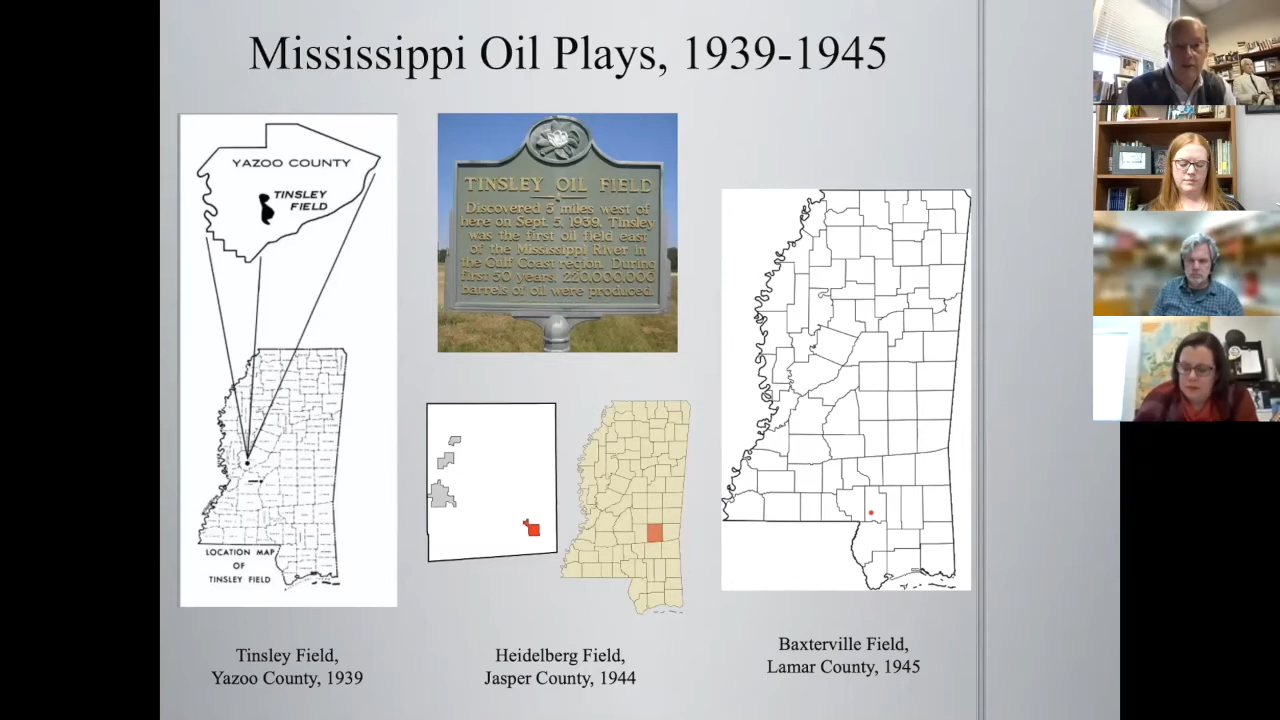 Mississippi Oil Plays, 1939-1945
YAZOO COUNTY
TINSLEY
FIELD
LOCATION MAP
OF
TINSLEY FIELD
TINSLEY OIL FIELD
Discovered 5 miles west of
here on Sept. 5, 1939, Tinsley
was the first oil field east
of the Mississippi River in
the Gulf Coast region. During
first 50 years, 220,000,000
barrels of oil were produced.
Tinsley Field,
Yazoo County, 1939
Heidelberg Field,
Jasper County, 1944
Baxterville Field,
Lamar County, 1945